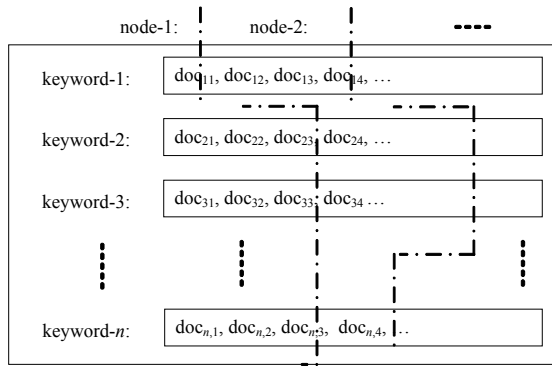 node-1: node-2:
keyword-1: doc₁₁, doc₁₂, doc₁₃, doc₁₄, …
keyword-2: doc₂₁, doc₂₂, doc₂₃, doc₂₄, …
keyword-3: doc₃₁, doc₃₂, doc₃₃, doc₃₄ …
keyword-n: docₙ,₁, docₙ,₂, docₙ,₃, docₙ,₄, …